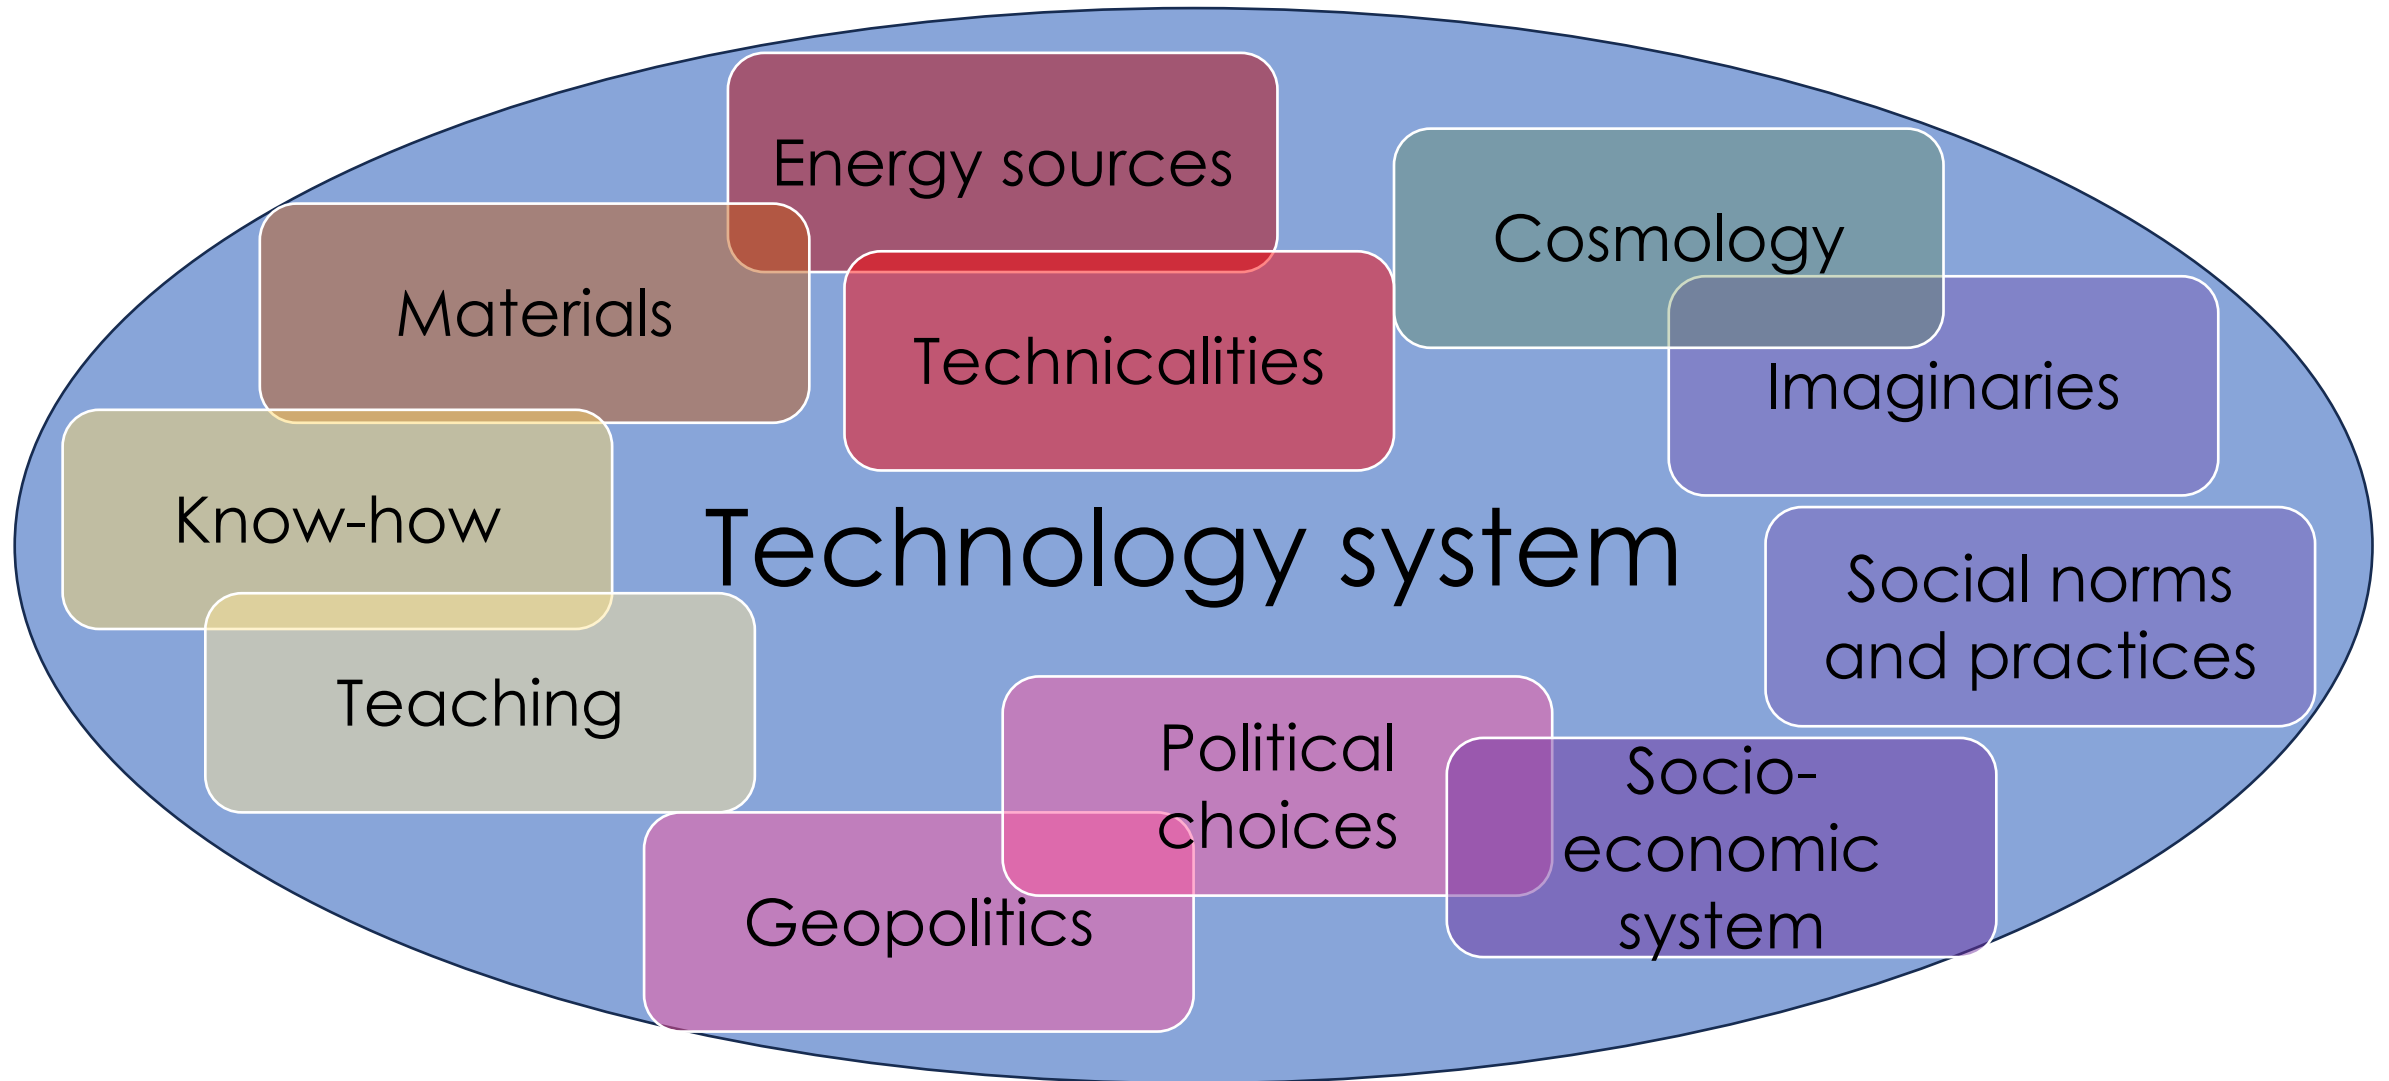 Energy sources
Cosmology
Materials
Technicalities
Imaginaries
Know-how
Technology system
Social norms
and practices
Teaching
Political
choices
Socio-
economic
system
Geopolitics